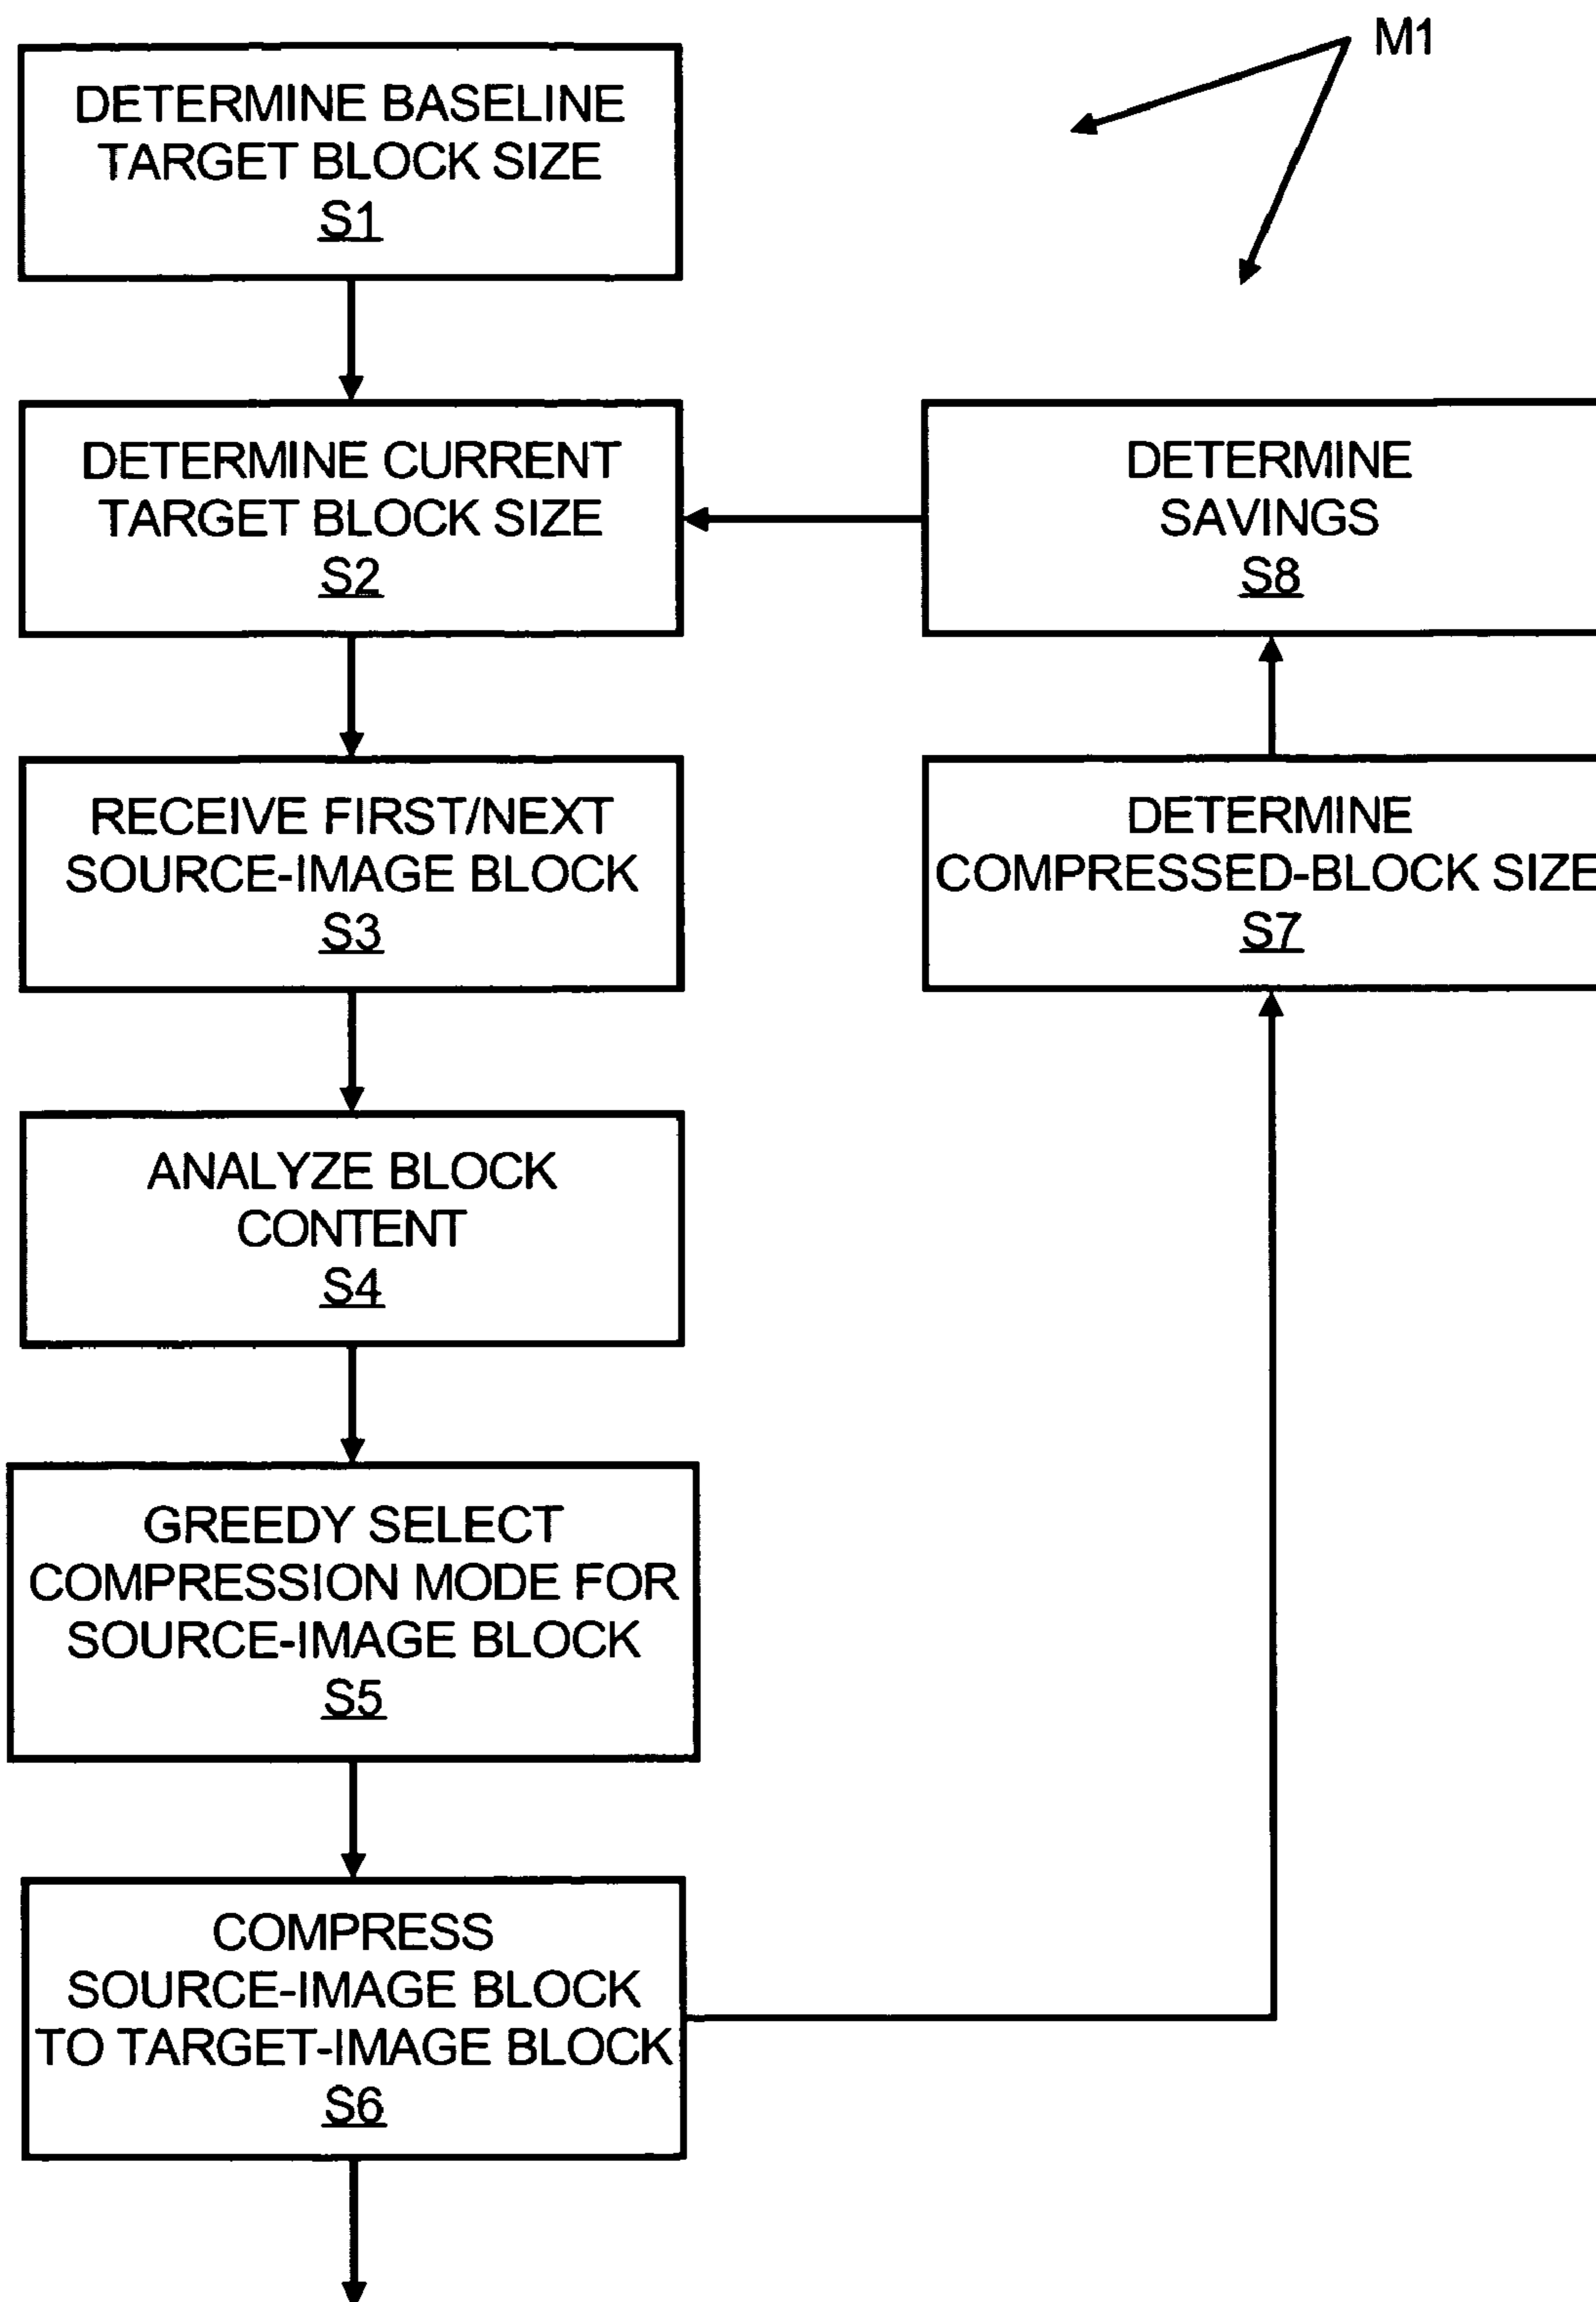 M1
DETERMINE BASELINE
TARGET BLOCK SIZE
S1
DETERMINE CURRENT
TARGET BLOCK SIZE
S2
DETERMINE
SAVINGS
S8
RECEIVE FIRST/NEXT
SOURCE-IMAGE BLOCK
S3
DETERMINE
COMPRESSED-BLOCK SIZE
S7
ANALYZE BLOCK
CONTENT
S4
GREEDY SELECT
COMPRESSION MODE FOR
SOURCE-IMAGE BLOCK
S5
COMPRESS
SOURCE-IMAGE BLOCK
TO TARGET-IMAGE BLOCK
S6